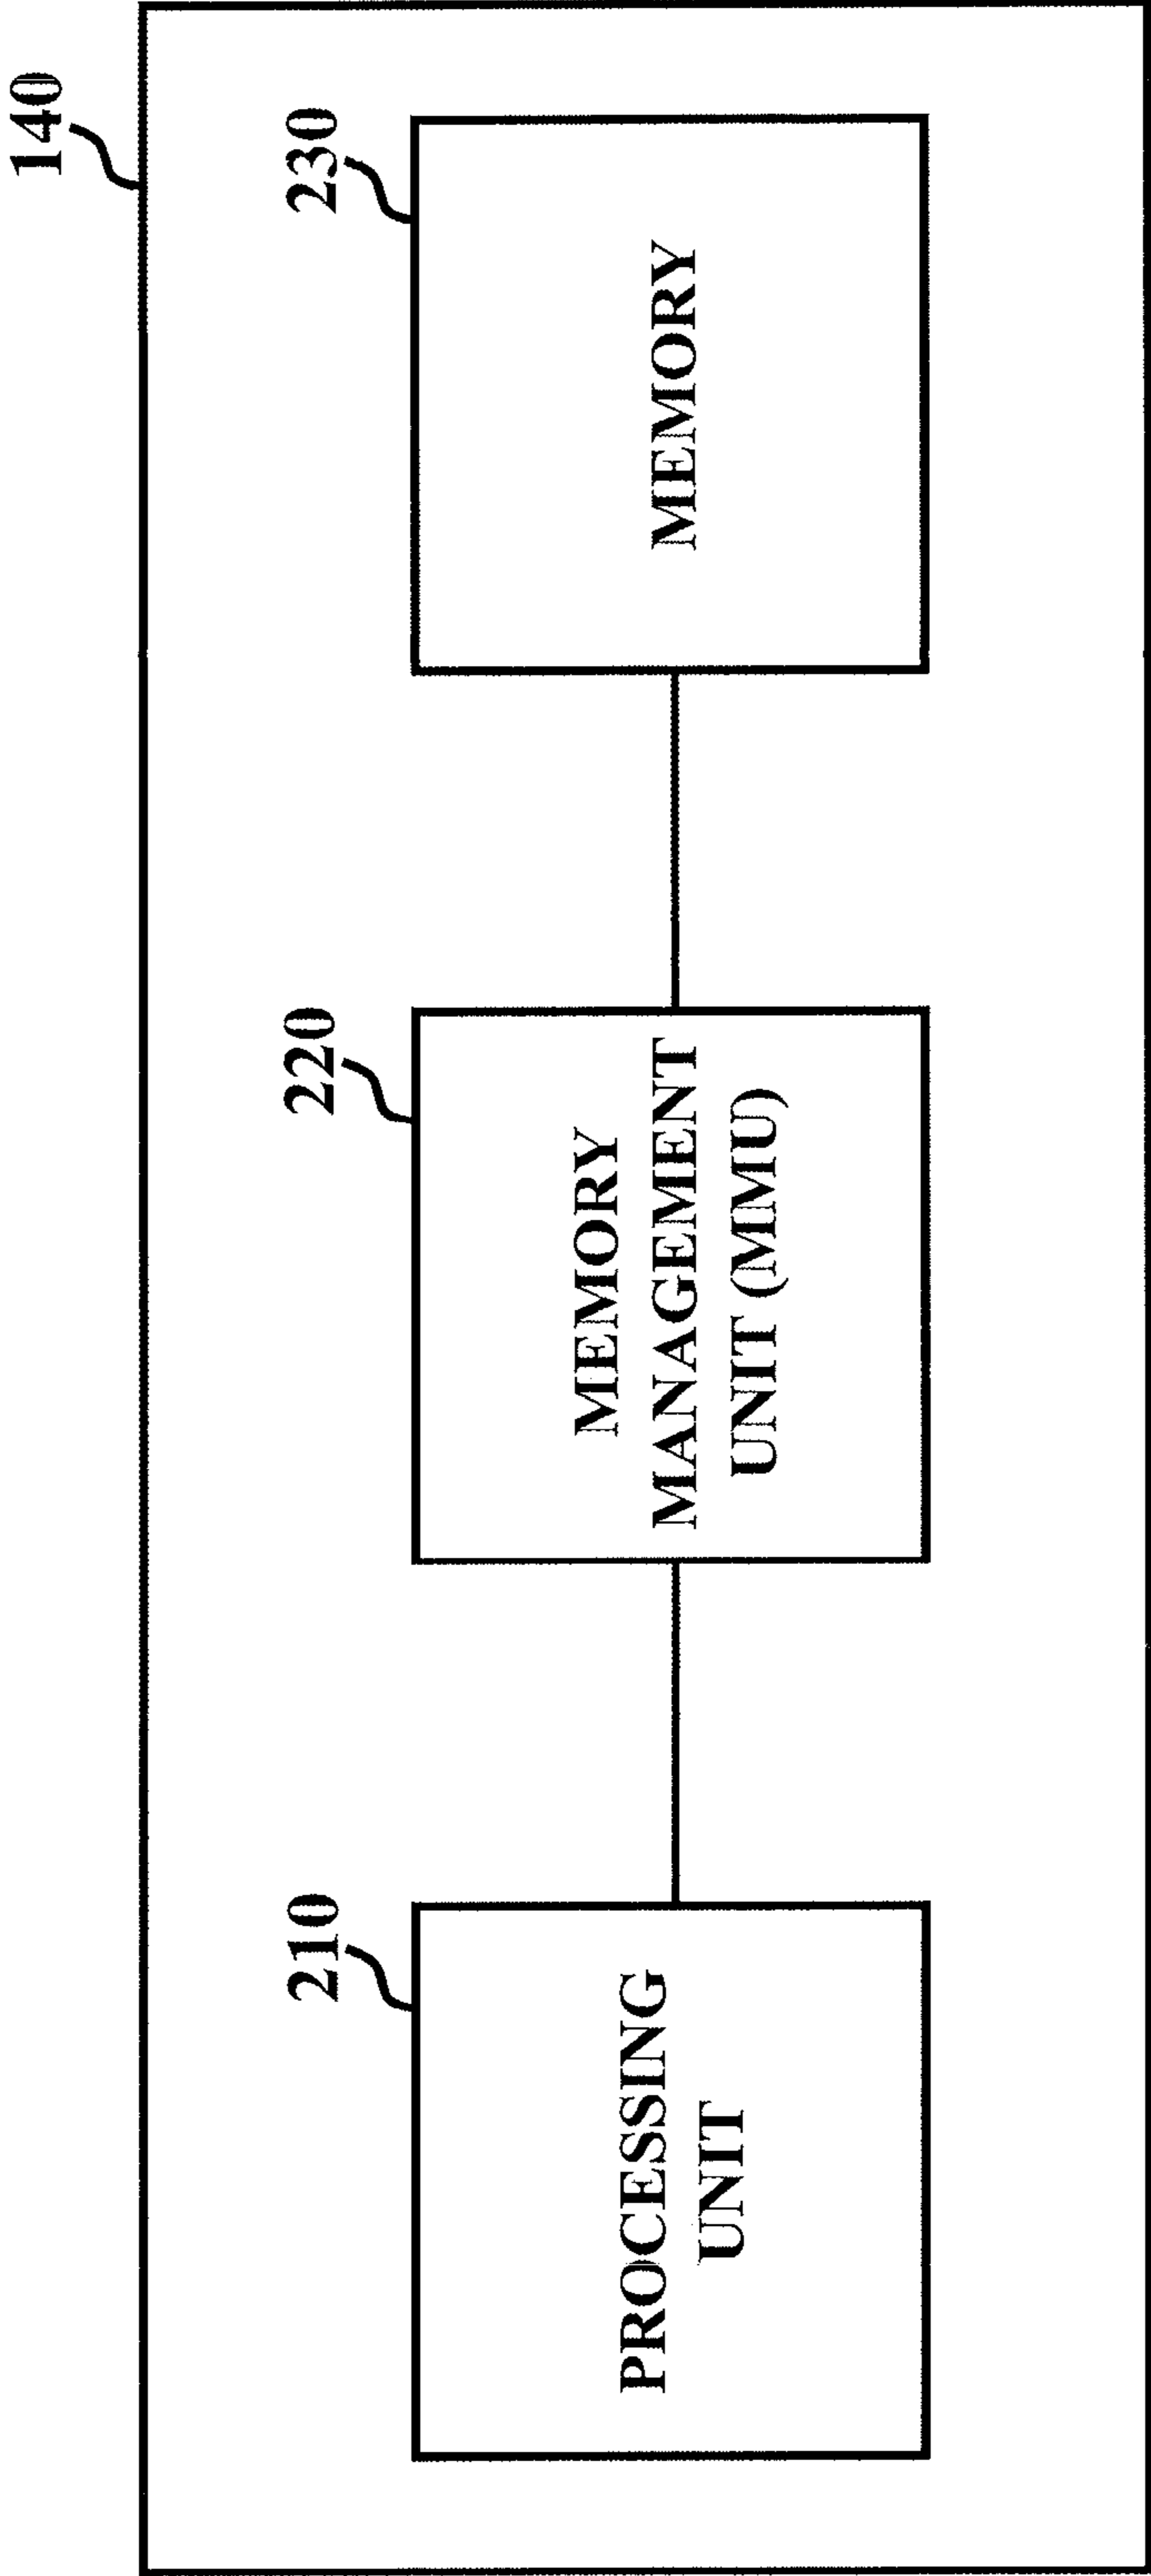 140
210
PROCESSING
UNIT
220
MEMORY
MANAGEMENT
UNIT (MMU)
230
MEMORY